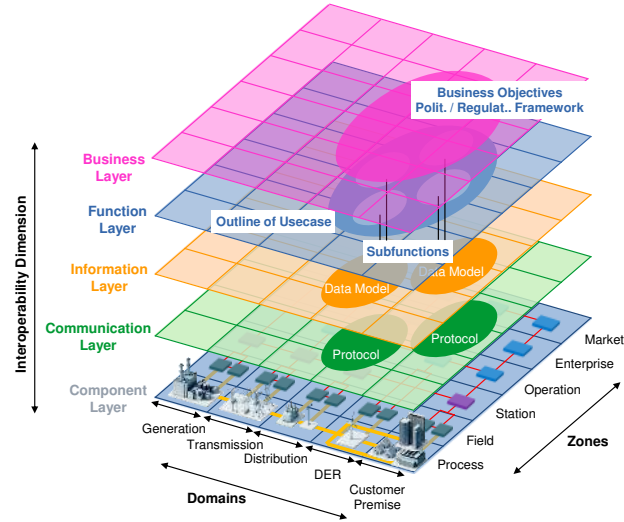 Business Objectives
Polit. / Regulat.. Framework
Interoperability Dimension
Business
Layer
Function
Layer
Outline of Usecase
Subfunctions
Information
Layer
Data Model
Data Model
Communication
Layer
Protocol
Protocol
Component
Layer
Market
Enterprise
Operation
Station
Field
Process
Zones
Generation
Transmission
Distribution
DER
Customer
Premise
Domains